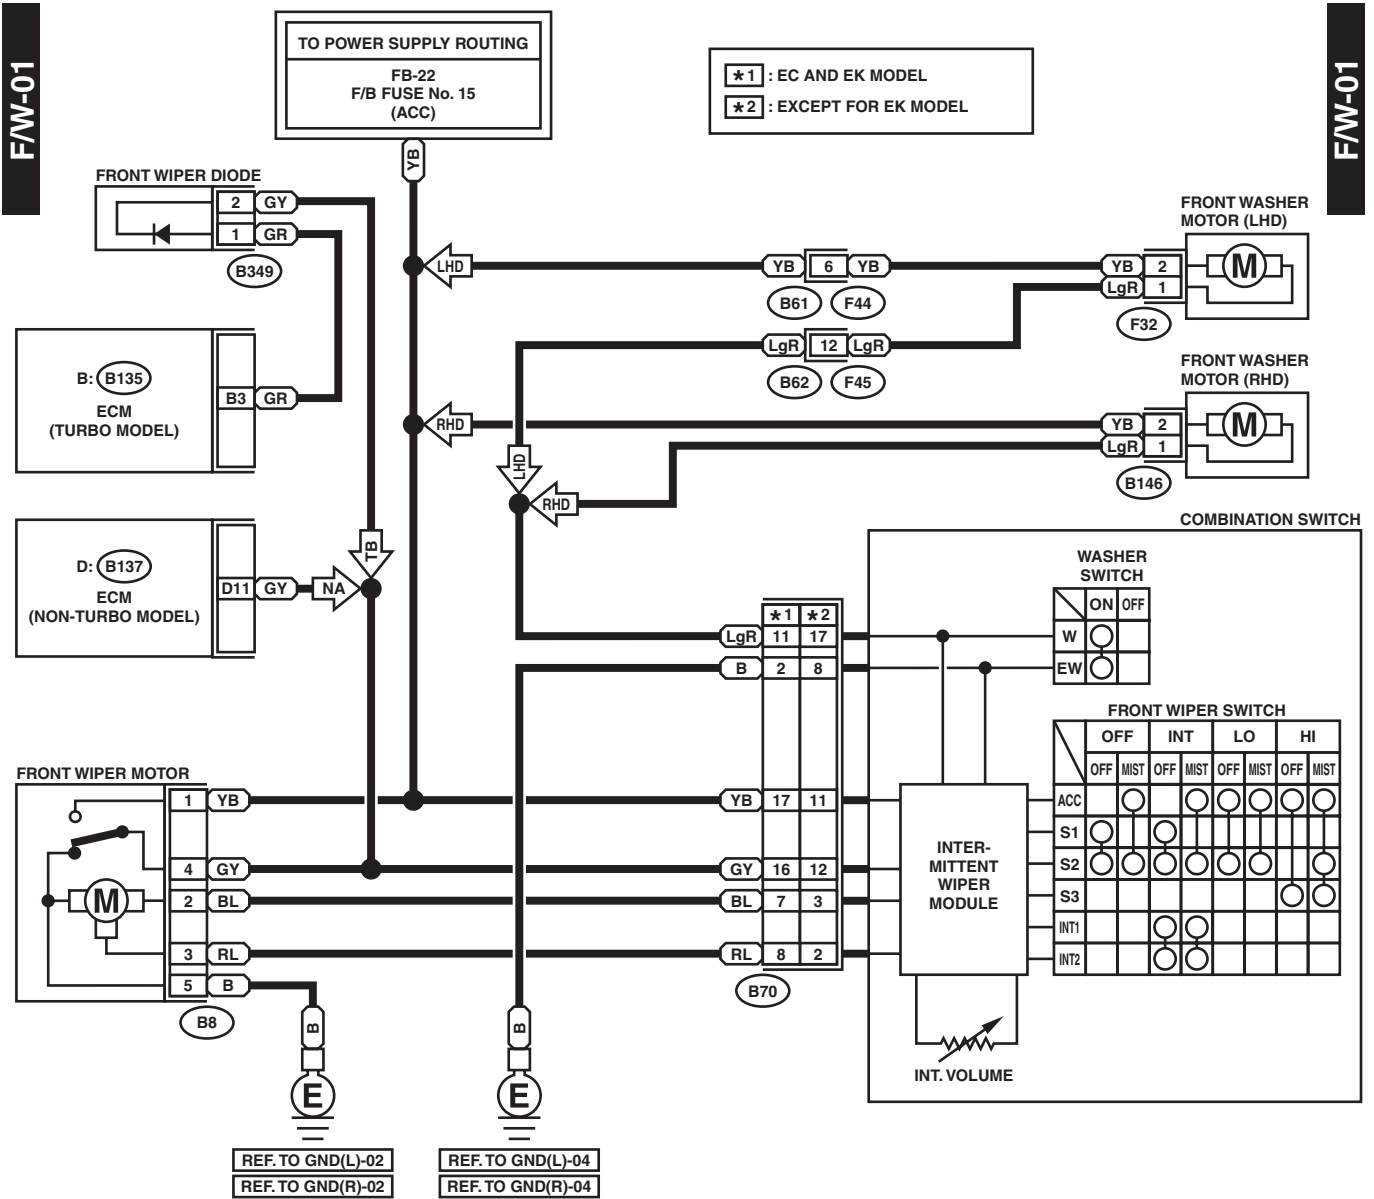 F/W-01
F/W-01
TO POWER SUPPLY ROUTING
FB-22
F/B FUSE No. 15
(ACC)
*1 : EC AND EK MODEL
*2 : EXCEPT FOR EK MODEL
YB
FRONT WIPER DIODE
2 GY
1 GR
B349
FRONT WASHER
MOTOR (LHD)
LHD
YB 6 YB
YB 2
M
LgR 1
B61 F44
F32
LgR 12 LgR
B62 F45
B: B135
ECM
(TURBO MODEL)
B3 GR
FRONT WASHER
MOTOR (RHD)
RHD
YB 2
M
LgR 1
B146
LHD
RHD
D: B137
ECM
(NON-TURBO MODEL)
D11 GY
NA
TB
COMBINATION SWITCH
WASHER
SWITCH
ON OFF
W
EW
*1 *2
LgR 11 17
B 2 8
YB 17 11
GY 16 12
BL 7 3
RL 8 2
B70
FRONT WIPER SWITCH
OFF INT LO HI
OFF MIST OFF MIST OFF MIST OFF MIST
ACC
S1
S2
S3
INT1
INT2
INTER-
MITTENT
WIPER
MODULE
INT. VOLUME
FRONT WIPER MOTOR
1 YB
4 GY
M
2 BL
3 RL
5 B
B8
B
E
REF. TO GND(L)-02
REF. TO GND(R)-02
B
E
REF. TO GND(L)-04
REF. TO GND(R)-04